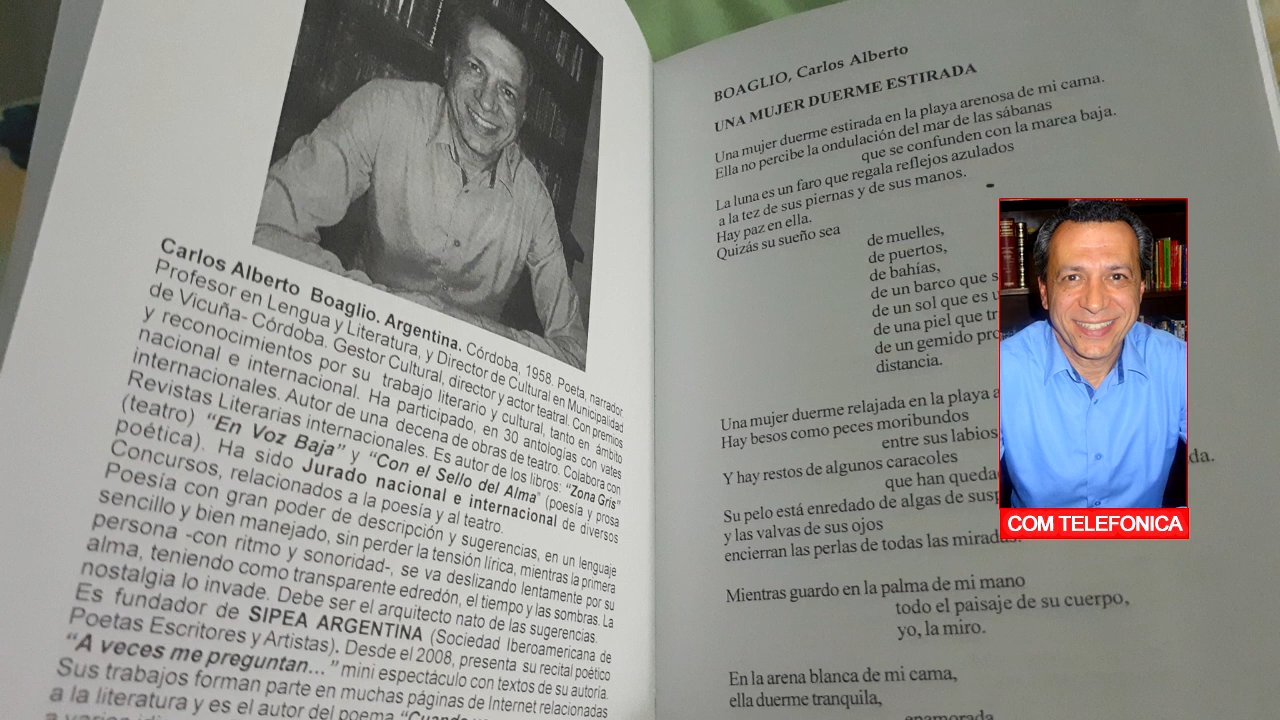 Carlos Alberto Boaglio. Argentina. Córdoba, 1958. Poeta, narrador.
Profesor en Lengua y Literatura, y Director de Cultural en Municipalidad
de Vicuña- Córdoba. Gestor Cultural, director y actor teatral. Con premios
y reconocimientos por su trabajo literario y cultural, tanto en ámbito
nacional e internacional. Ha participado, en 30 antologías con vates
internacionales. Autor de una decena de obras de teatro. Colabora con
Revistas Literarias internacionales. Es autor de los libros: "Zona Gris"
(teatro) "En Voz Baja" y "Con el Sello del Alma" (poesía y prosa
poética). Ha sido Jurado nacional e internacional de diversos
Concursos, relacionados a la poesía y al teatro.
Poesía con gran poder de descripción y sugerencias, en un lenguaje
sencillo y bien manejado, sin perder la tensión lírica, mientras la primera
persona -con ritmo y sonoridad-, se va deslizando lentamente por su
alma, teniendo como transparente edredón, el tiempo y las sombras. La
nostalgia lo invade. Debe ser el arquitecto nato de las sugerencias.
Es fundador de SIPEA ARGENTINA (Sociedad Iberoamericana de
Poetas Escritores y Artistas). Desde el 2008, presenta su recital poético
"A veces me preguntan..." mini espectáculo con textos de su autoría.
Sus trabajos forman parte en muchas páginas de Internet relacionadas
a la literatura y es el autor del poema "Cuando
BOAGLIO, Carlos Alberto
UNA MUJER DUERME ESTIRADA
Una mujer duerme estirada en la playa arenosa de mi cama.
Ella no percibe la ondulación del mar de las sábanas
que se confunden con la marea baja.
La luna es un faro que regala reflejos azulados
a la tez de sus piernas y de sus manos.
Hay paz en ella.
Quizás su sueño sea
de muelles,
de puertos,
de bahías,
de un barco que s
de un sol que es u
de una piel que tr
de un gemido pro
distancia.
Una mujer duerme relajada en la playa a
Hay besos como peces moribundos
entre sus labios
Y hay restos de algunos caracoles
que han quedad da.
Su pelo está enredado de algas de susp
y las valvas de sus ojos
encierran las perlas de todas las miradas.
Mientras guardo en la palma de mi mano
todo el paisaje de su cuerpo,
yo, la miro.
En la arena blanca de mi cama,
ella duerme tranquila,
enamorada
COM TELEFONICA